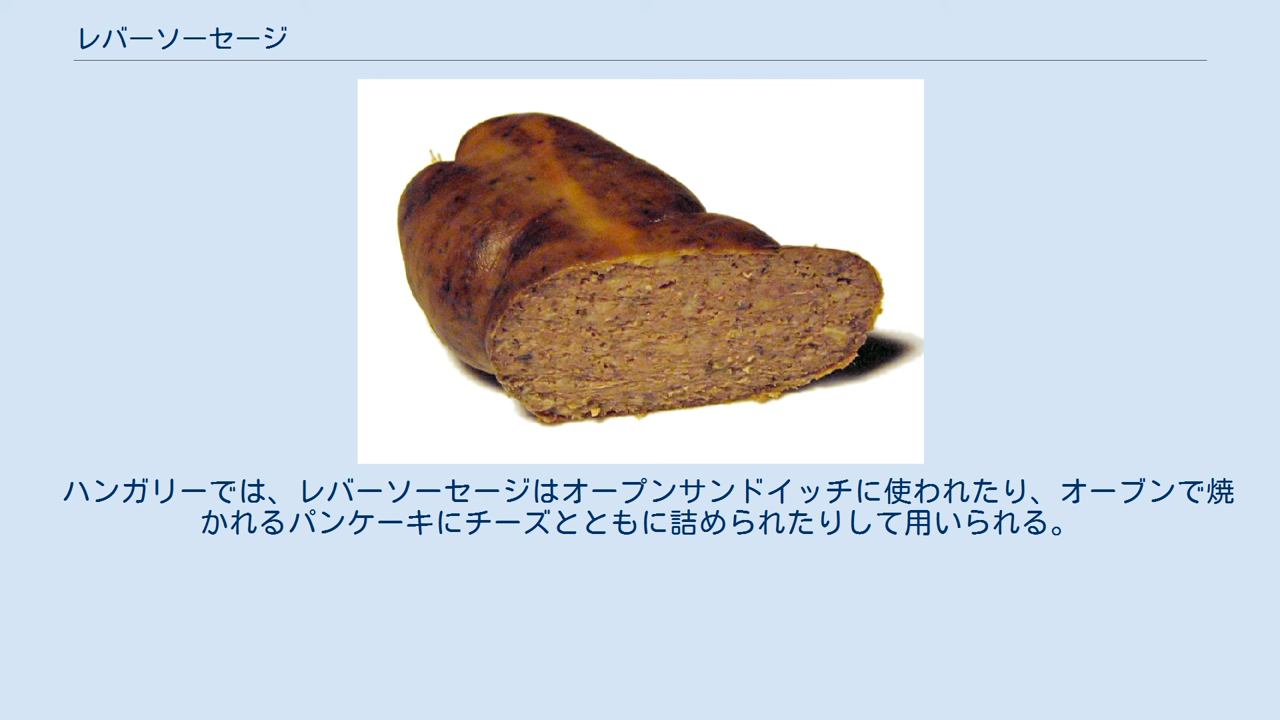 レバーソーセージ
ハンガリーでは、レバーソーセージはオープンサンドイッチに使われたり、オーブンで焼
かれるパンケーキにチーズとともに詰められたりして用いられる。